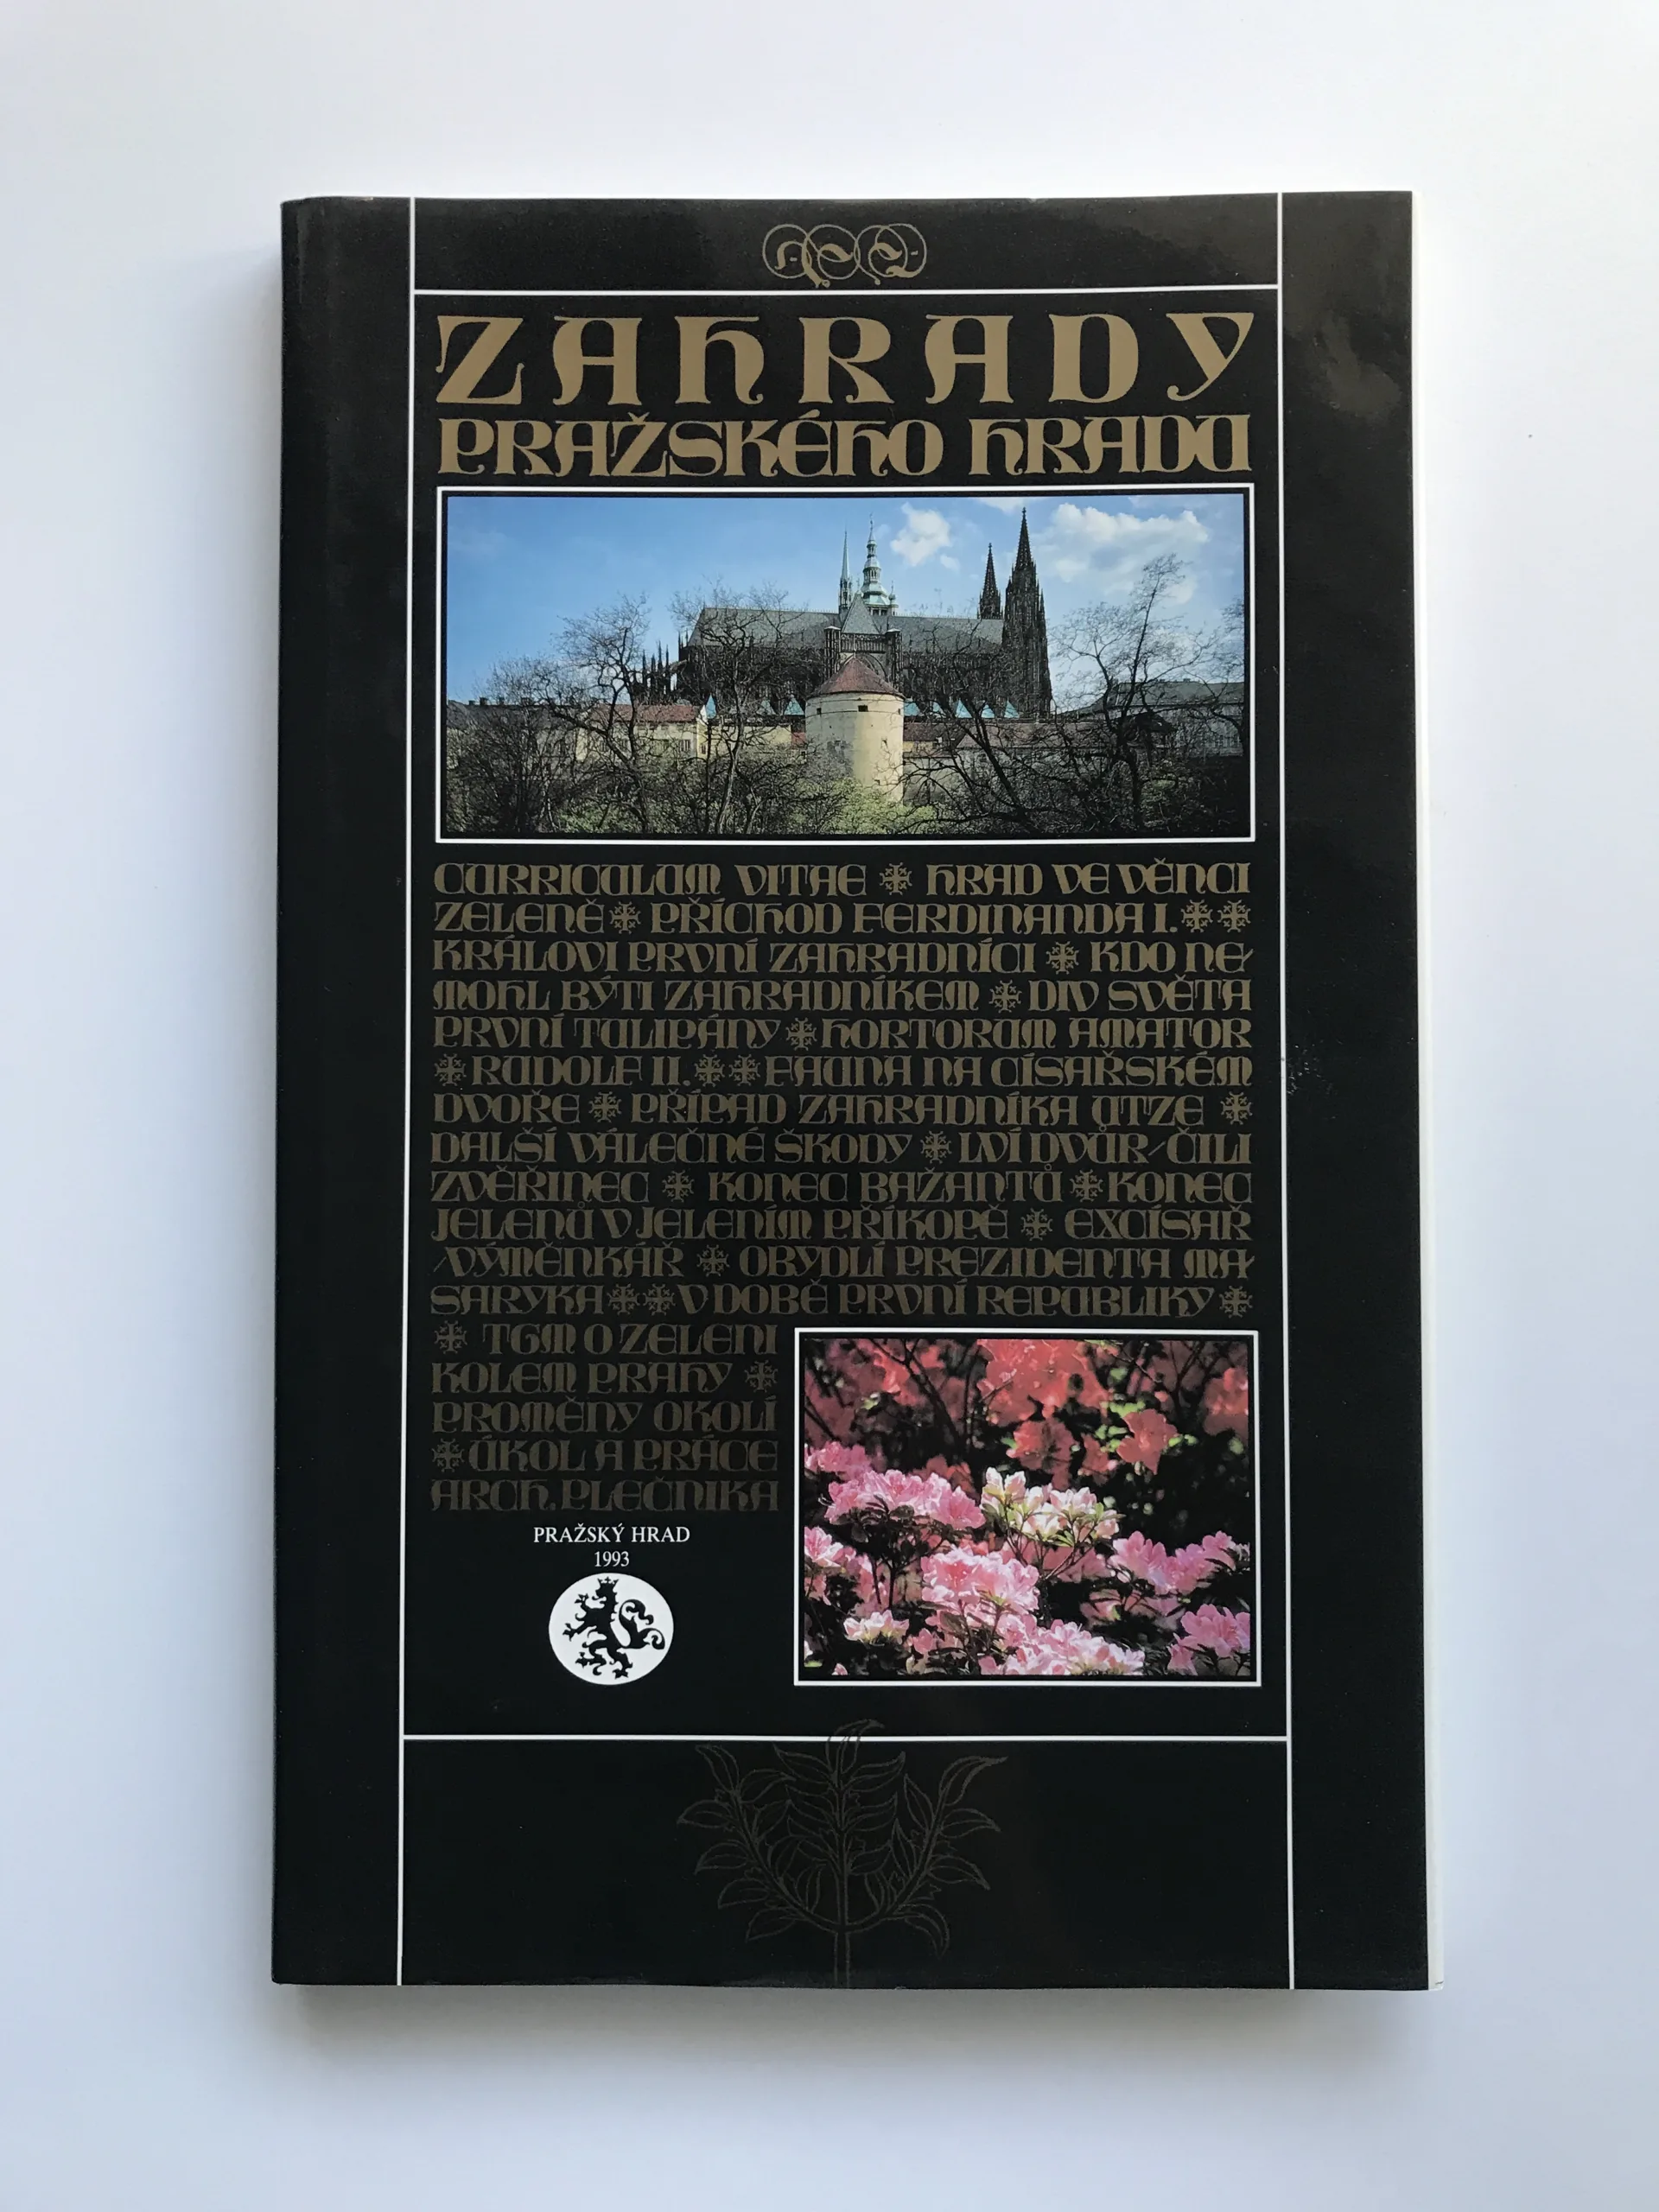 ZAHRADY
PRAŽSKÉHO HRADU
CURRICULUM VITAE HRAD VE VĚNCI
ZELENĚ PŘÍCHOD FERDINANDA I.
KRÁLOVI PRVNÍ ZAHRADNÍCI KDO NE-
MOHL BÝTI ZAHRADNÍKEM DIV SVĚTA
PRVNÍ TULIPÁNY HORTORUM AMATOR
RUDOLF II. FAUNA NA CÍSAŘSKÉM
DVOŘE PŘÍPAD ZAHRADNÍKA UTZE
DALŠÍ VÁLEČNÉ ŠKODY LVÍ DVŮR/ČILI
ZVĚŘINEC KONEC BAŽANTŮ KONEC
JELENŮ V JELENÍM PŘÍKOPĚ EXCÍSAŘ
/VÝMĚNKÁŘ OBYDLÍ PREZIDENTA MA-
SARYKA V DOBĚ PRVNÍ REPUBLIKY
TGM O ZELENI
KOLEM PRAHY
PROMĚNY OKOLÍ
ÚKOL A PRÁCE
ARCH. PLEČNIKA
PRAŽSKÝ HRAD
1993